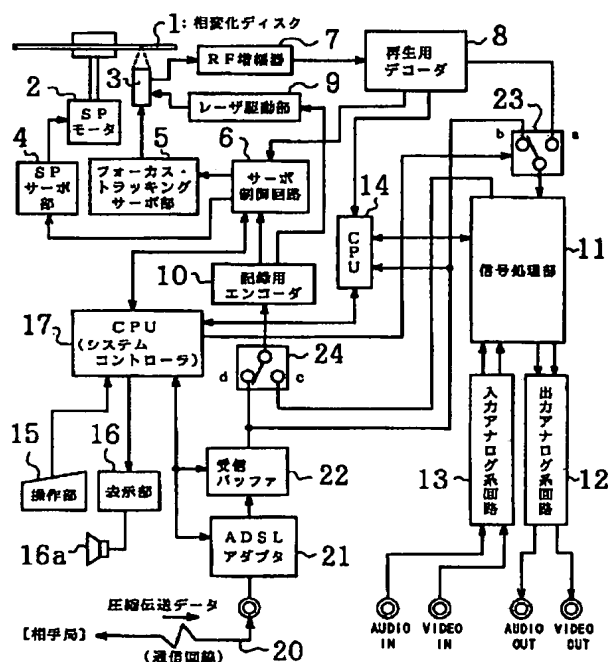 1:相変化ディスク
7
RF増幅器
8
再生用
デコーダ
3
9
レーザ駆動部
2
SP
モータ
23
b
a
4
SP
サーボ
部
5
フォーカス・
トラッキング
サーボ部
6
サーボ
制御回路
14
CPU
11
信号処理部
10
記録用
エンコーダ
17
CPU
(システム
コントローラ)
24
d
c
15
操作部
16
表示部
16a
受信
バッファ
22
ADSL
アダプタ
21
13
入力アナログ系回路
出力アナログ系回路
12
圧縮伝送データ
[相手局]
(通信回線)
20
AUDIO
IN
VIDEO
IN
AUDIO
OUT
VIDEO
OUT